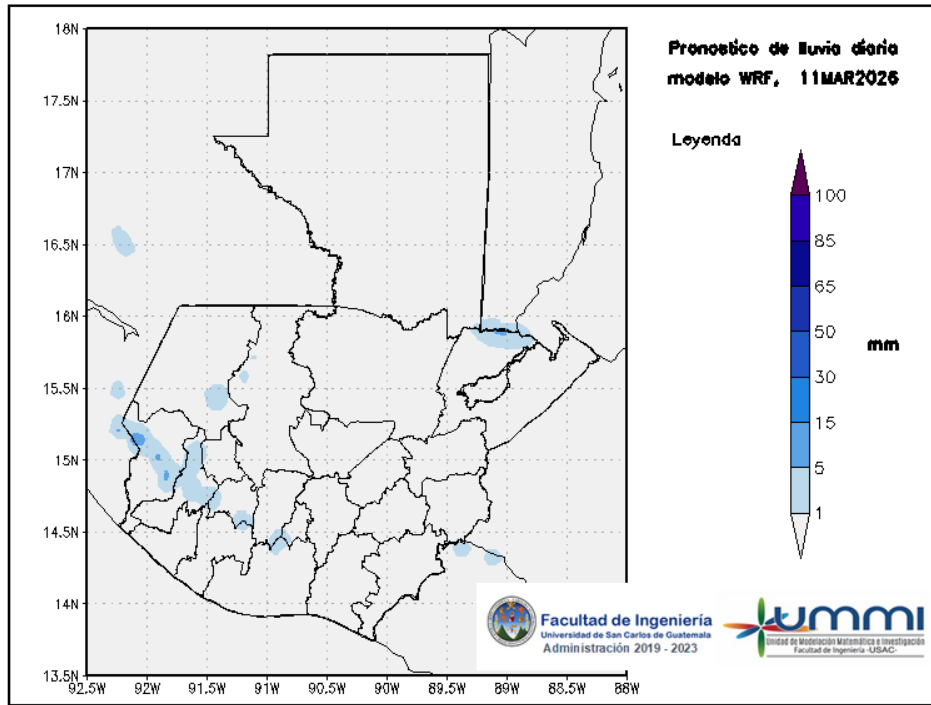 Pronostico de lluvia diaria
modelo WRF, 11MAR2026
Leyenda
100
85
65
50
mm
30
15
5
1
18N
17.5N
17N
16.5N
16N
15.5N
15N
14.5N
14N
13.5N
92.5W 92W 91.5W 91W 90.5W 90W 89.5W 89W 88.5W 88W
Facultad de Ingeniería
Universidad de San Carlos de Guatemala
Administración 2019 - 2023
ummi
Unidad de Modelación Matemática e Investigación
Facultad de Ingeniería -USAC-